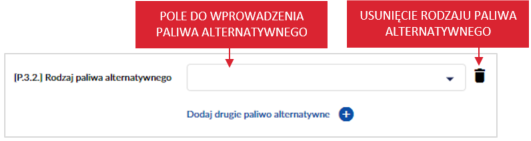 POLE DO WPROWADZENIA
PALIWA ALTERNATYWNEGO
USUNIĘCIE RODZAJU PALIWA
ALTERNATYWNEGO
[P.3.2.] Rodzaj paliwa alternatywnego
Dodaj drugie paliwo alternatywne